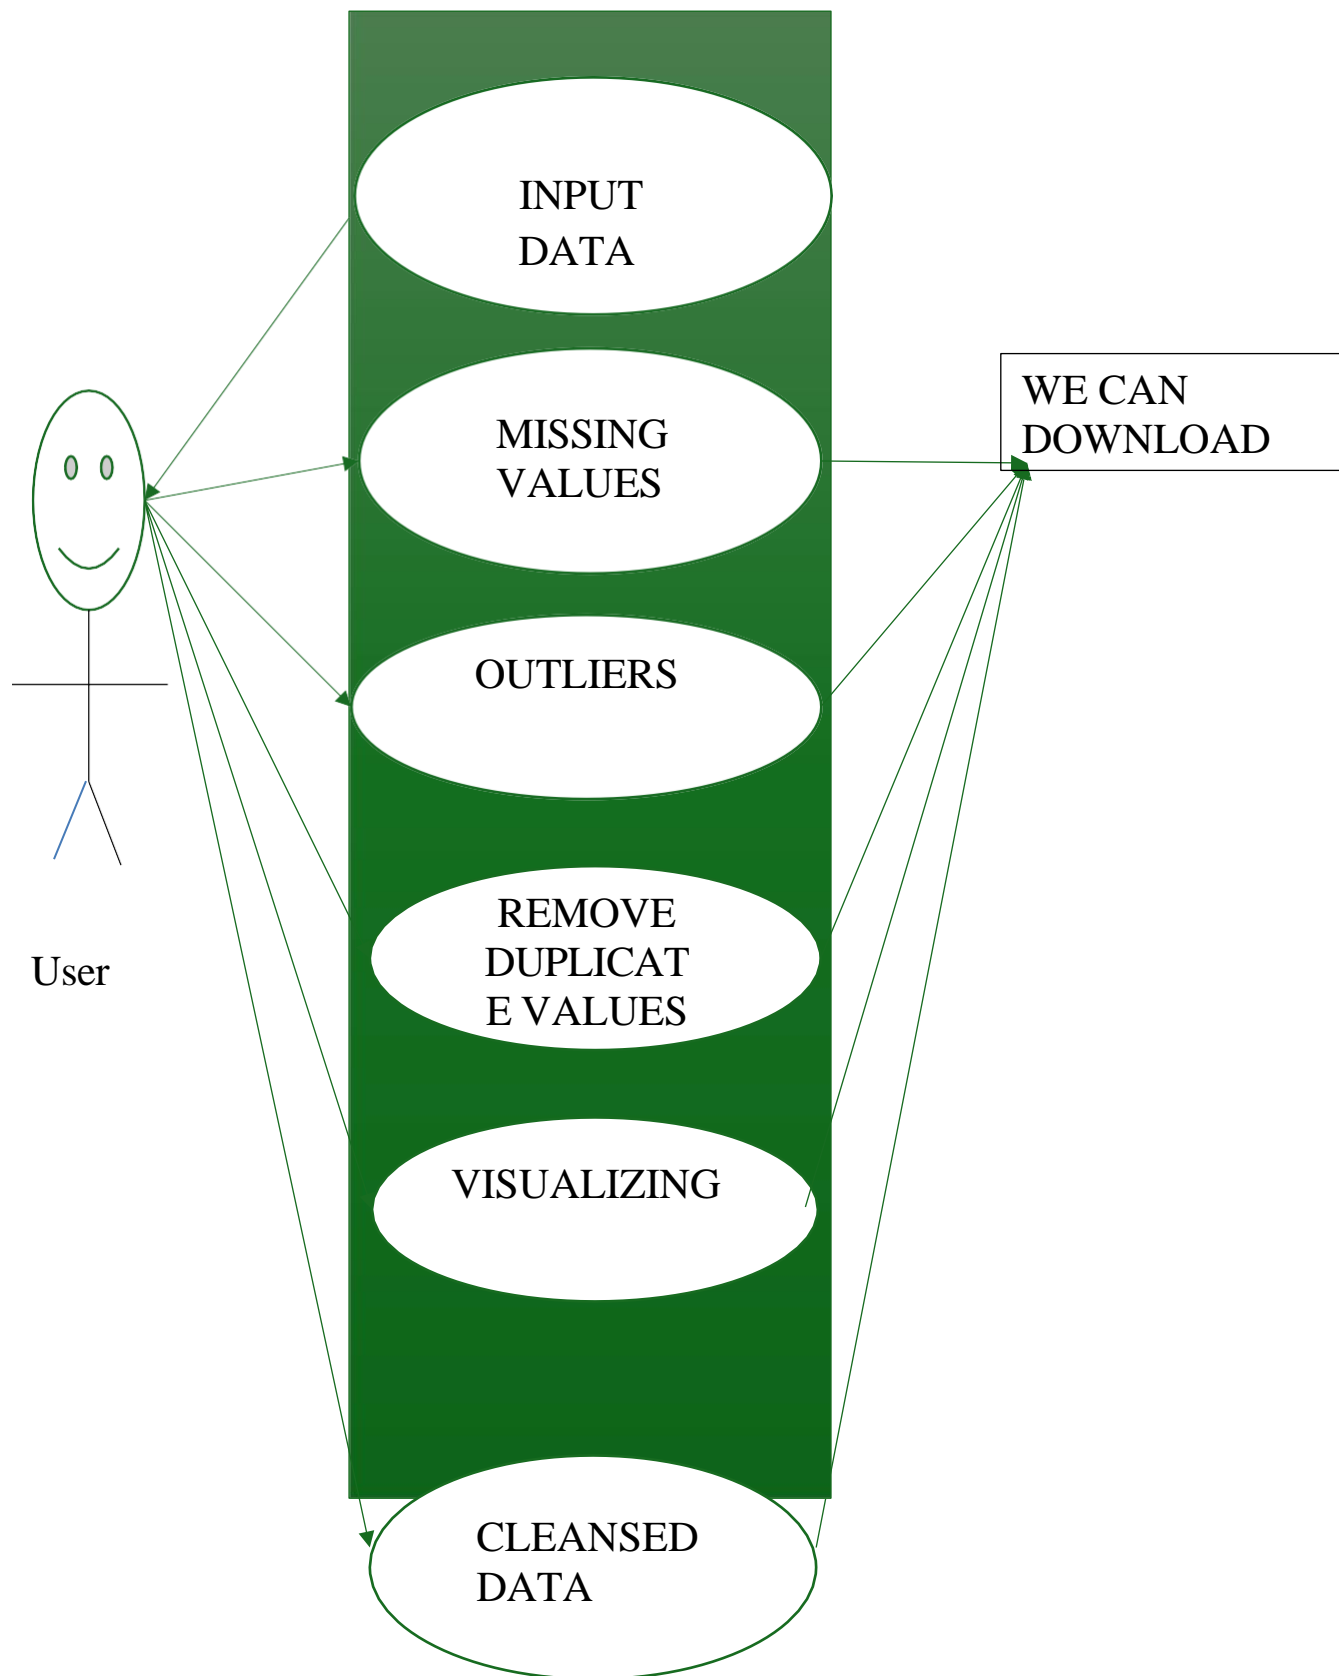 INPUT
DATA
MISSING
VALUES
WE CAN
DOWNLOAD
OUTLIERS
REMOVE
DUPLICAT
E VALUES
User
VISUALIZING
CLEANSED
DATA